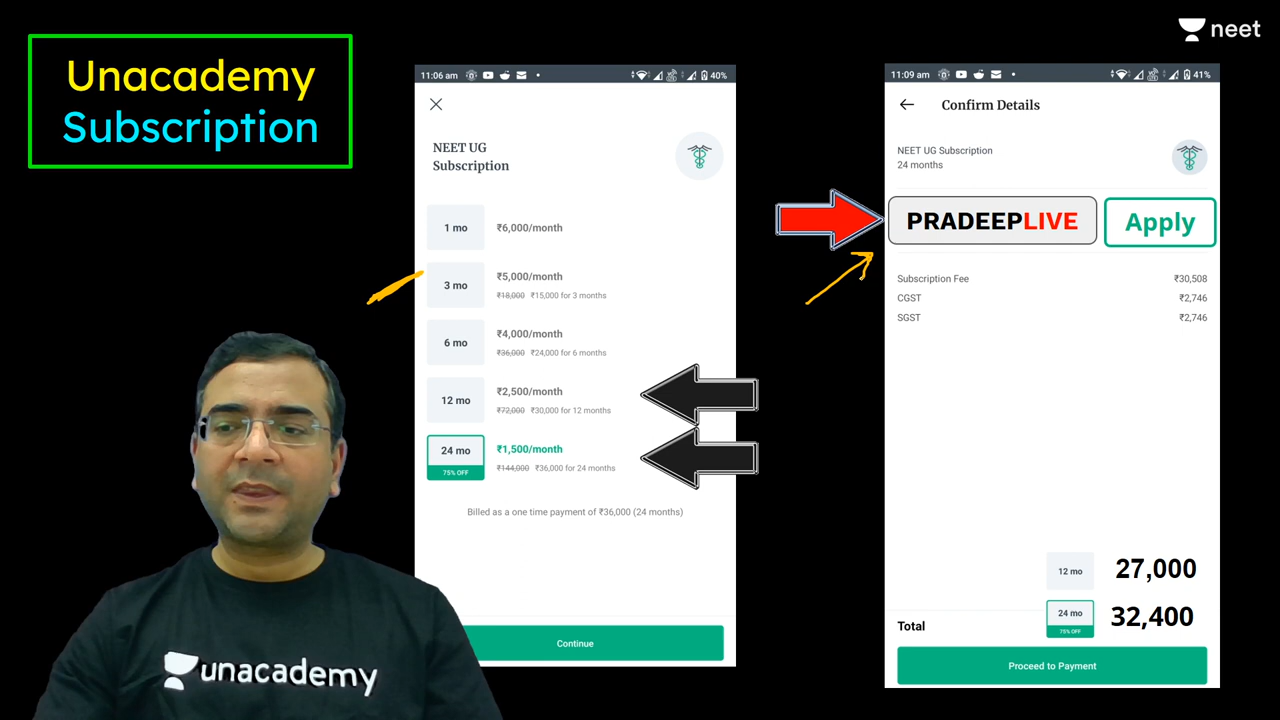 Unacademy
Subscription
neet
11:06 am
40%
NEET UG
Subscription
1 mo
₹6,000/month
3 mo
₹5,000/month
₹18,000 ₹15,000 for 3 months
6 mo
₹4,000/month
₹36,000 ₹24,000 for 6 months
12 mo
₹2,500/month
₹72,000 ₹30,000 for 12 months
24 mo
75% OFF
₹1,500/month
₹144,000 ₹36,000 for 24 months
Billed as a one time payment of ₹36,000 (24 months)
Continue
11:09 am
41%
Confirm Details
NEET UG Subscription
24 months
PRADEEPLIVE
Apply
Subscription Fee ₹30,508
CGST ₹2,746
SGST ₹2,746
12 mo 27,000
24 mo 32,400
75% OFF
Total
Proceed to Payment
unacademy